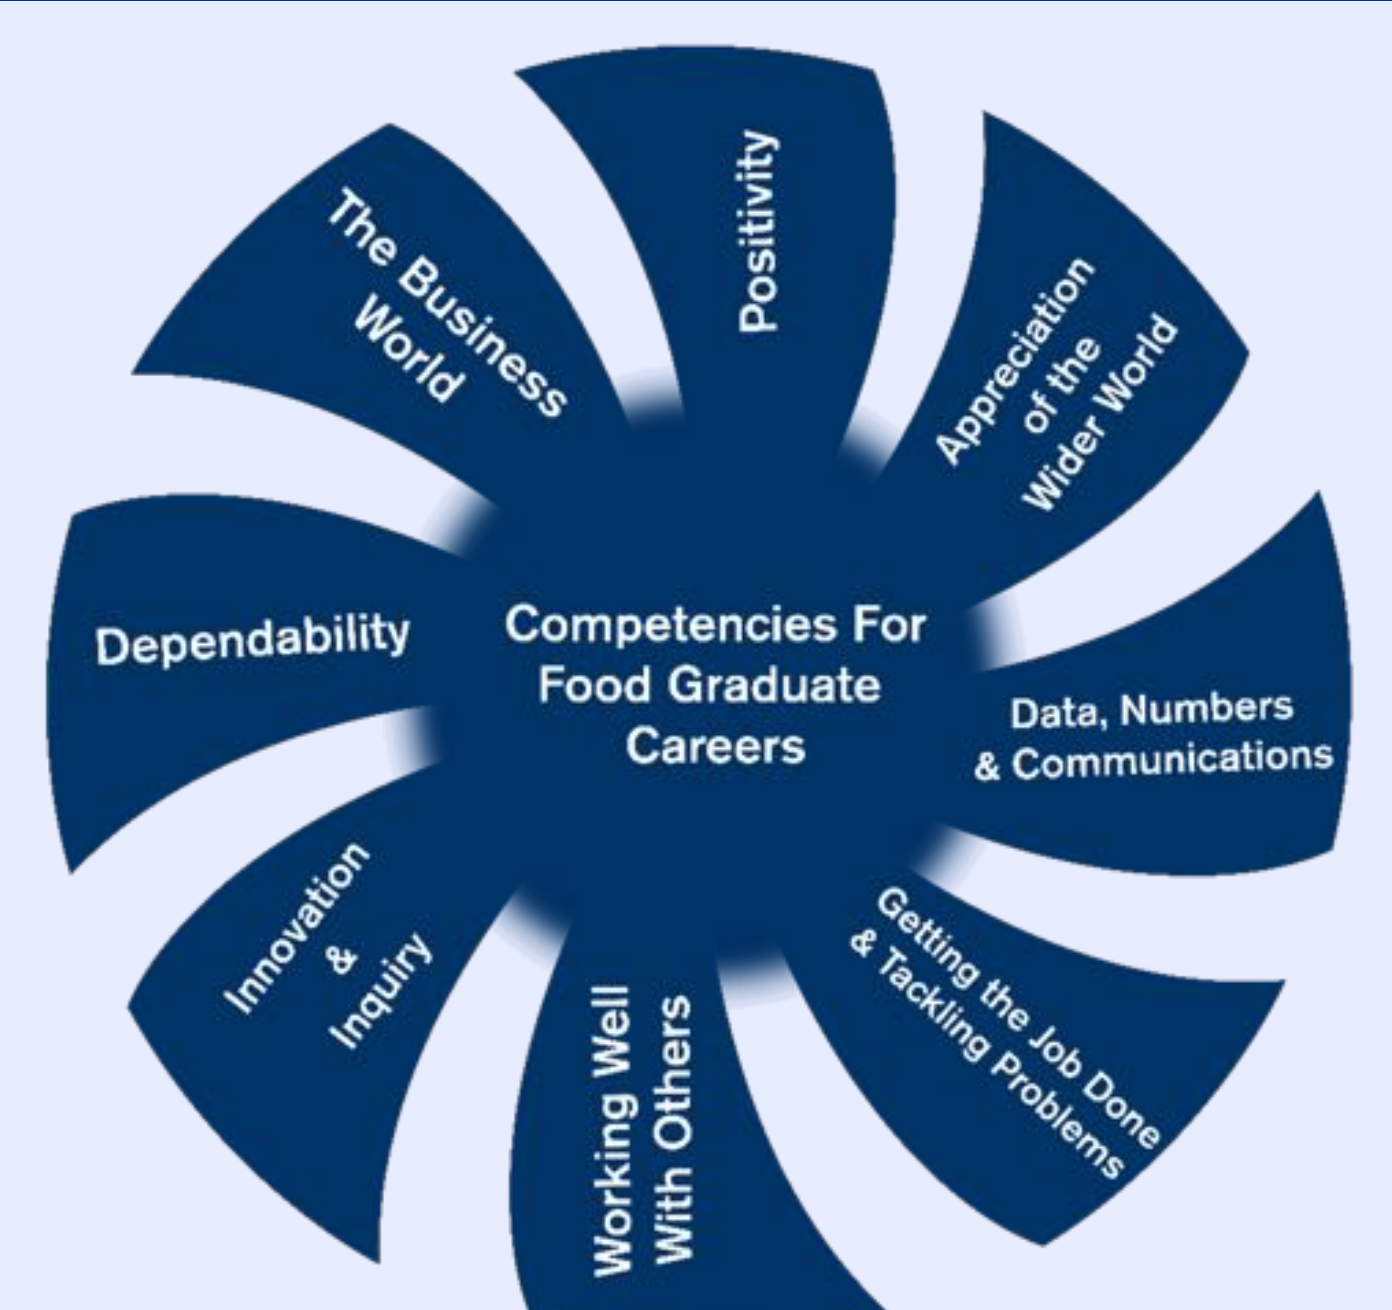 Positivity
Appreciation
of the
Wider World
Data, Numbers
& Communications
Getting the Job Done
& Tackling Problems
Working Well
With Others
Innovation
&
Inquiry
Dependability
The Business
World
Competencies For
Food Graduate
Careers